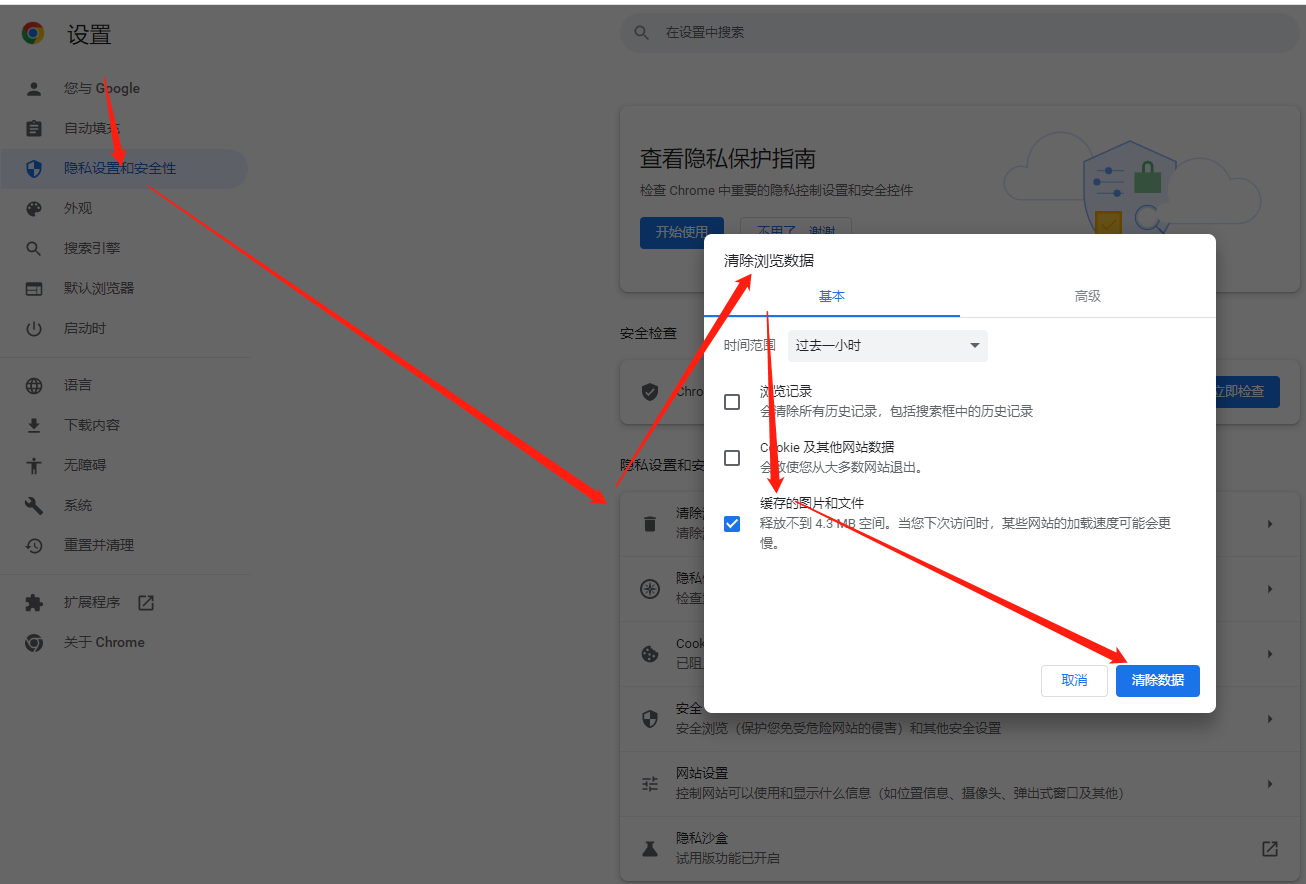 设置
在设置中搜索
您与 Google
自动填充
隐私设置和安全性
外观
搜索引擎
默认浏览器
启动时
语言
下载内容
无障碍
系统
重置并清理
扩展程序
关于 Chrome
查看隐私保护指南
检查 Chrome 中重要的隐私控制设置和安全控件
开始使用
不用了，谢谢
安全检查
Chro
立即检查
隐私设置和安
清除
清除
隐私
检查
Cook
已阻
安全
安全浏览（保护您免受危险网站的侵害）和其他安全设置
网站设置
控制网站可以使用和显示什么信息（如位置信息、摄像头、弹出式窗口及其他）
隐私沙盒
试用版功能已开启
清除浏览数据
基本
高级
时间范围
过去一小时
浏览记录
会清除所有历史记录，包括搜索框中的历史记录
Cookie 及其他网站数据
会致使您从大多数网站退出。
缓存的图片和文件
释放不到 4.3 MB 空间。当您下次访问时，某些网站的加载速度可能会更
慢。
取消
清除数据